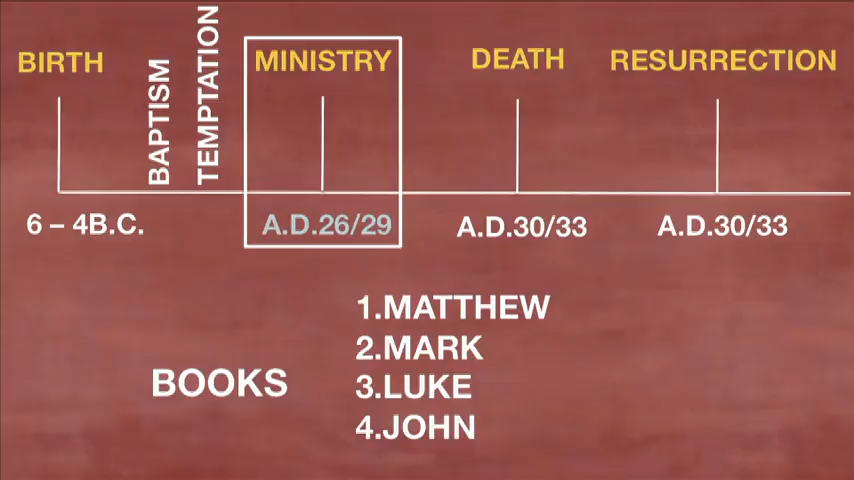 BIRTH
BAPTISM
TEMPTATION
MINISTRY
DEATH
RESURRECTION
6 – 4B.C.
A.D.26/29
A.D.30/33
A.D.30/33
BOOKS
1.MATTHEW
2.MARK
3.LUKE
4.JOHN